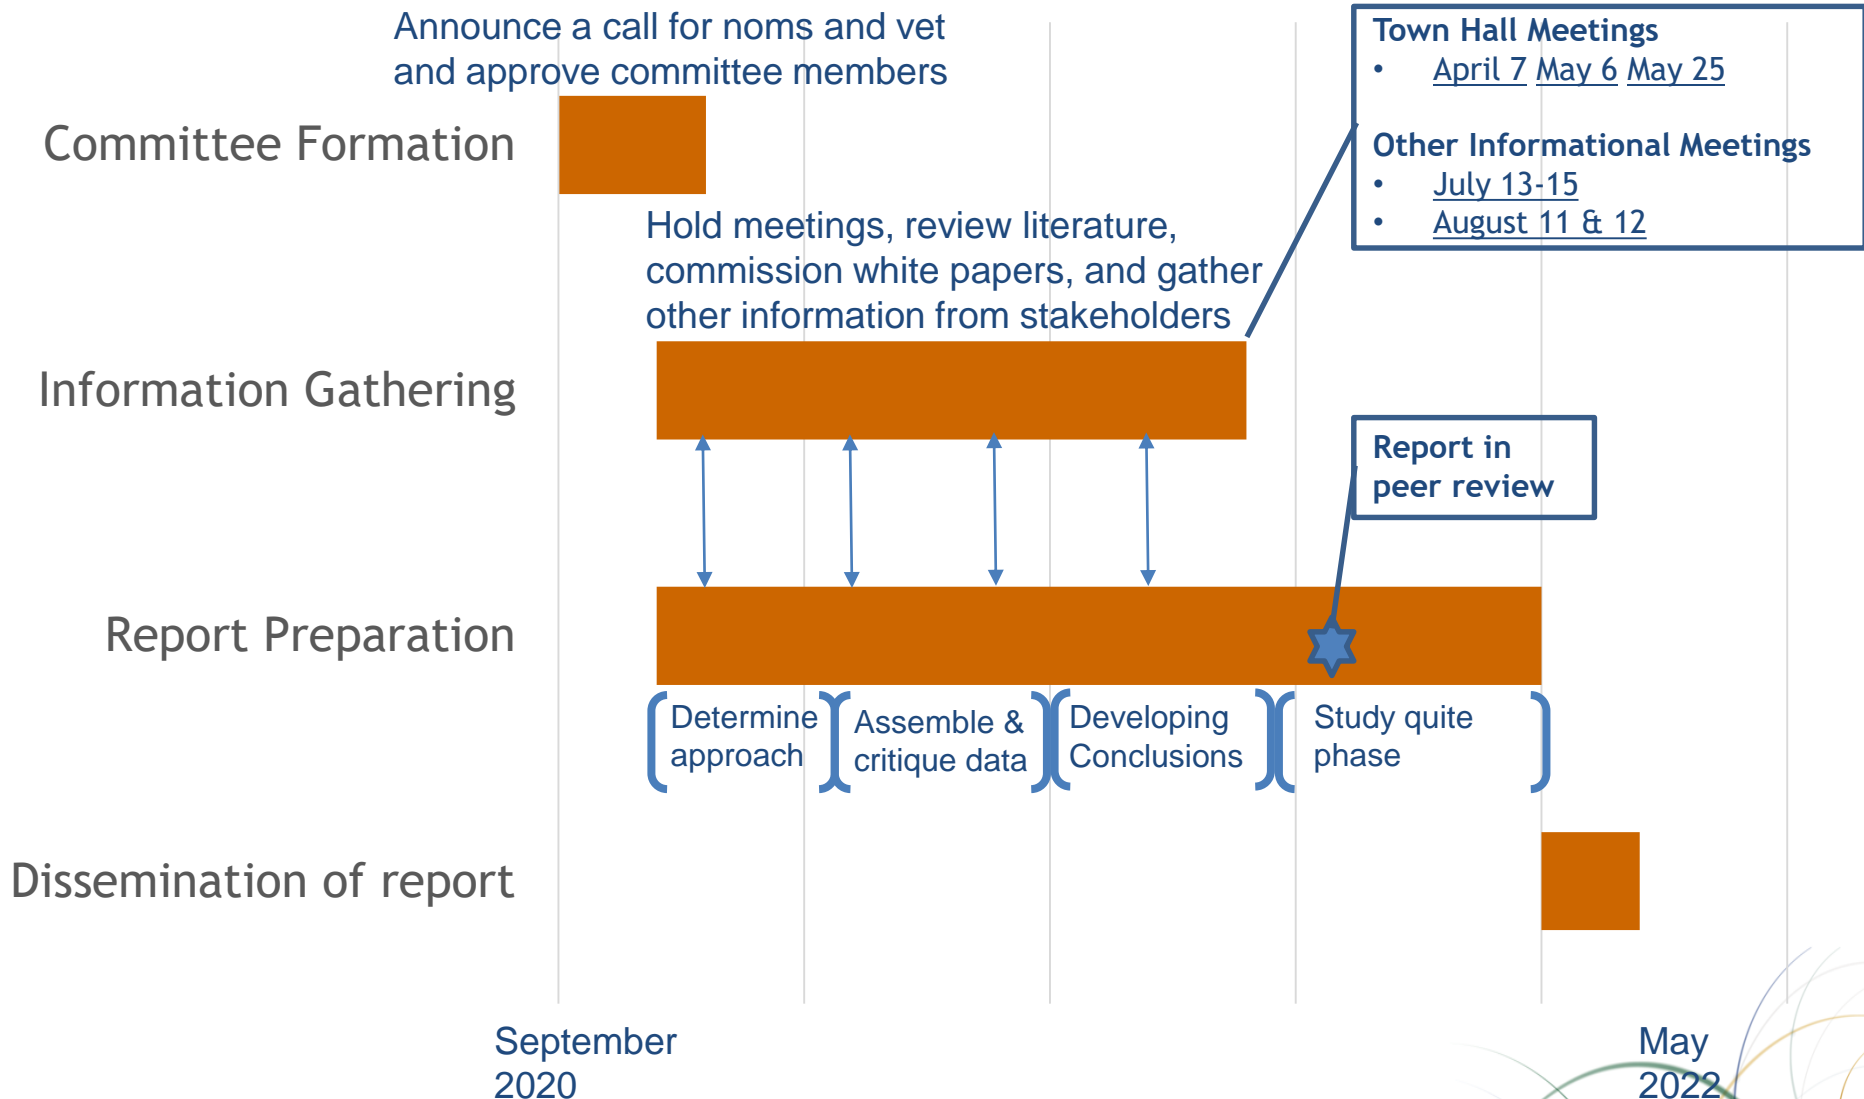 Announce a call for noms and vet
and approve committee members
Town Hall Meetings
• April 7 May 6 May 25
Other Informational Meetings
• July 13-15
• August 11 & 12
Committee Formation
Hold meetings, review literature,
commission white papers, and gather
other information from stakeholders
Information Gathering
Report in
peer review
Report Preparation
Determine
approach
Assemble &
critique data
Developing
Conclusions
Study quite
phase
Dissemination of report
September
2020
May
2022